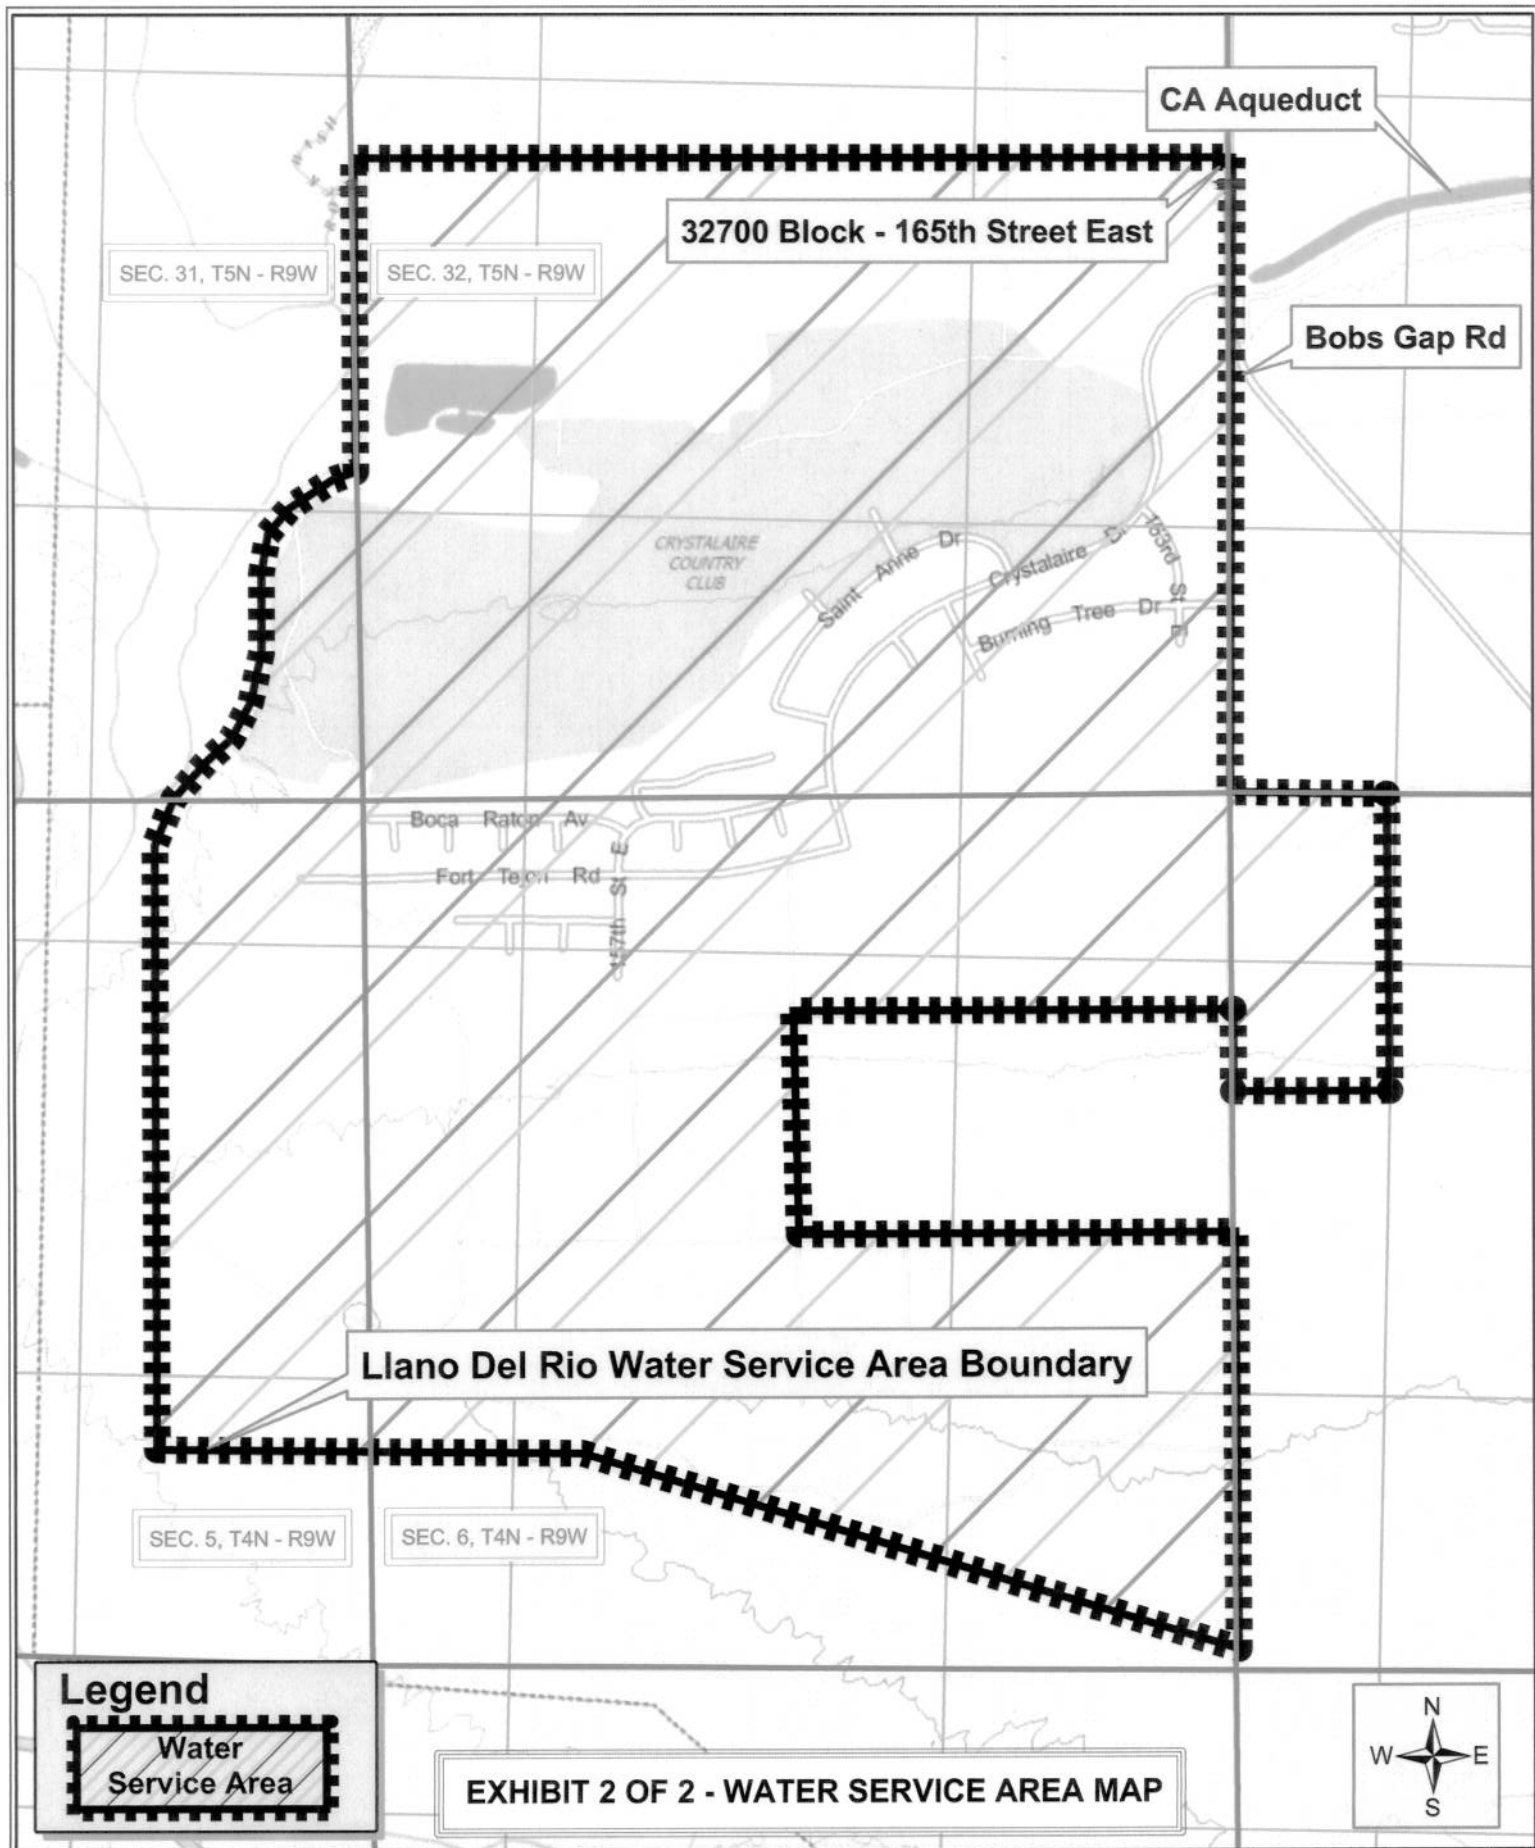 CA Aqueduct
32700 Block - 165th Street East
SEC. 31, T5N - R9W
SEC. 32, T5N - R9W
Bobs Gap Rd
CRYSTALAIRE
COUNTRY
CLUB
Saint Anne Dr
Crystalaire Dr
163rd St E
Burning Tree Dr
Boca Raton Av
Fort Tejon Rd
157th St E
Llano Del Rio Water Service Area Boundary
SEC. 5, T4N - R9W
SEC. 6, T4N - R9W
Legend
Water
Service Area
EXHIBIT 2 OF 2 - WATER SERVICE AREA MAP
N
W
E
S